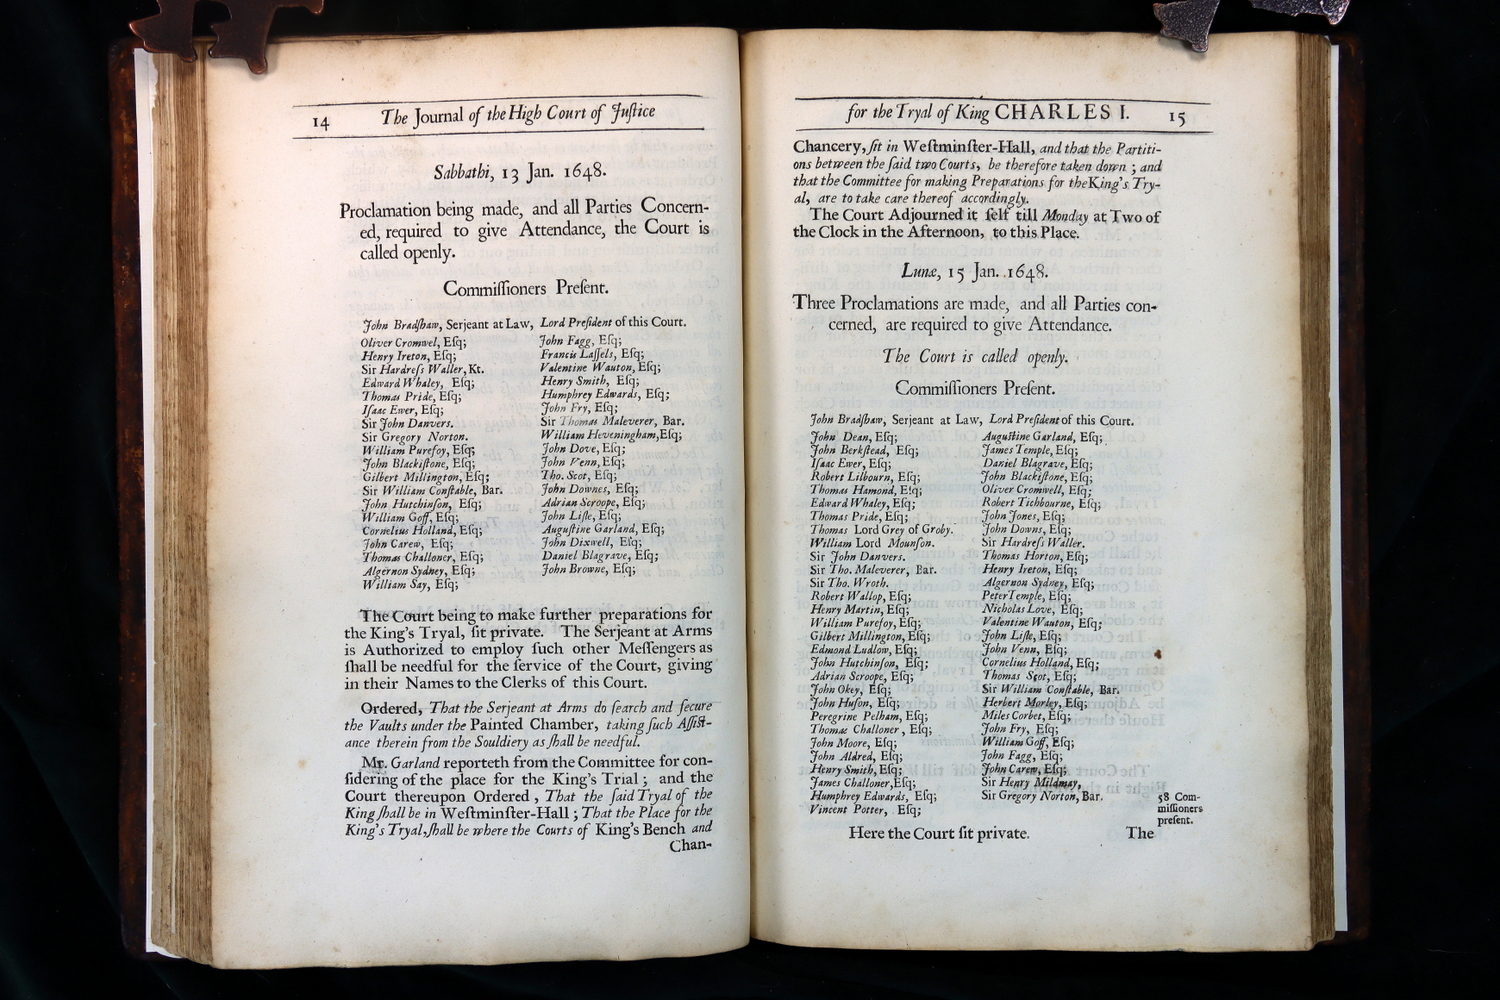 14 The Journal of the High Court of Juſtice
Sabbathi, 13 Jan. 1648.
Proclamation being made, and all Parties Concern-
ed, required to give Attendance, the Court is
called openly.
Commiſſioners Preſent.
John Bradſhaw, Serjeant at Law, Lord Preſident of this Court.
Oliver Cromwel, Eſq;
Henry Ireton, Eſq;
Sir Hardreſs Waller, Kt.
Edward Whaley, Eſq;
Thomas Pride, Eſq;
Iſaac Ewer, Eſq;
Sir John Danvers.
Sir Gregory Norton.
William Purefoy, Eſq;
John Blackiſtone, Eſq;
Gilbert Millington, Eſq;
Sir William Conſtable, Bar.
John Hutchinſon, Eſq;
William Goff, Eſq;
Cornelius Holland, Eſq;
John Carew, Eſq;
Thomas Challoner, Eſq;
Algernon Sydney, Eſq;
William Say, Eſq;
John Fagg, Eſq;
Francis Laſſels, Eſq;
Valentine Wauton, Eſq;
Henry Smith, Eſq;
Humphrey Edwards, Eſq;
John Fry, Eſq;
Sir Thomas Maleverer, Bar.
William Heveningham, Eſq;
John Dove, Eſq;
John Venn, Eſq;
Tho. Scot, Eſq;
John Downes, Eſq;
Adrian Scroope, Eſq;
John Liſle, Eſq;
Auguſtine Garland, Eſq;
John Dixwell, Eſq;
Daniel Blagrave, Eſq;
John Browne, Eſq;
The Court being to make further preparations for
the King's Tryal, ſit private. The Serjeant at Arms
is Authorized to employ ſuch other Meſſengers as
ſhall be needful for the ſervice of the Court, giving
in their Names to the Clerks of this Court.
Ordered, That the Serjeant at Arms do ſearch and ſecure
the Vaults under the Painted Chamber, taking ſuch Aſſiſt-
ance therein from the Souldiery as ſhall be needful.
Mr. Garland reporteth from the Committee for con-
ſidering of the place for the King's Trial; and the
Court thereupon Ordered, That the ſaid Tryal of the
King ſhall be in Weſtminſter-Hall; That the Place for the
King's Tryal, ſhall be where the Courts of King's Bench and
Chan-
for the Tryal of King CHARLES I. 15
Chancery, ſit in Weſtminſter-Hall, and that the Partiti-
ons between the ſaid two Courts, be therefore taken down; and
that the Committee for making Preparations for the King's Try-
al, are to take care thereof accordingly.
The Court Adjourned it ſelf till Monday at Two of
the Clock in the Afternoon, to this Place.
Lunæ, 15 Jan. 1648.
Three Proclamations are made, and all Parties con-
cerned, are required to give Attendance.
The Court is called openly.
Commiſſioners Preſent.
John Bradſhaw, Serjeant at Law, Lord Preſident of this Court.
John Dean, Eſq;
John Berkſtead, Eſq;
Iſaac Ewer, Eſq;
Robert Lilbourn, Eſq;
Thomas Hamond, Eſq;
Edward Whaley, Eſq;
Thomas Pride, Eſq;
Thomas Lord Grey of Groby.
William Lord Mounſon.
Sir John Danvers.
Sir Tho. Maleverer, Bar.
Sir Tho. Wroth.
Robert Wallop, Eſq;
Henry Martin, Eſq;
William Purefoy, Eſq;
Gilbert Millington, Eſq;
Edmond Ludlow, Eſq;
John Hutchinſon, Eſq;
Adrian Scroope, Eſq;
John Okey, Eſq;
John Huſon, Eſq;
Peregrine Pelham, Eſq;
Thomas Challoner, Eſq;
John Moore, Eſq;
John Aldred, Eſq;
Henry Smith, Eſq;
James Challoner, Eſq;
Humphrey Edwards, Eſq;
Vincent Potter, Eſq;
Auguſtine Garland, Eſq;
James Temple, Eſq;
Daniel Blagrave, Eſq;
John Blackiſtone, Eſq;
Oliver Cromwell, Eſq;
Robert Tichbourne, Eſq;
John Jones, Eſq;
John Downs, Eſq;
Sir Hardreſs Waller.
Thomas Horton, Eſq;
Henry Ireton, Eſq;
Algernon Sydney, Eſq;
Peter Temple, Eſq;
Nicholas Love, Eſq;
Valentine Wauton, Eſq;
John Liſle, Eſq;
John Venn, Eſq;
Cornelius Holland, Eſq;
Thomas Scot, Eſq;
Sir William Conſtable, Bar.
Herbert Morley, Eſq;
Miles Corbet, Eſq;
John Fry, Eſq;
William Goff, Eſq;
John Fagg, Eſq;
John Carew, Eſq;
Sir Henry Mildmay,
Sir Gregory Norton, Bar.
58 Com-
miſſioners
preſent.
Here the Court ſit private. The